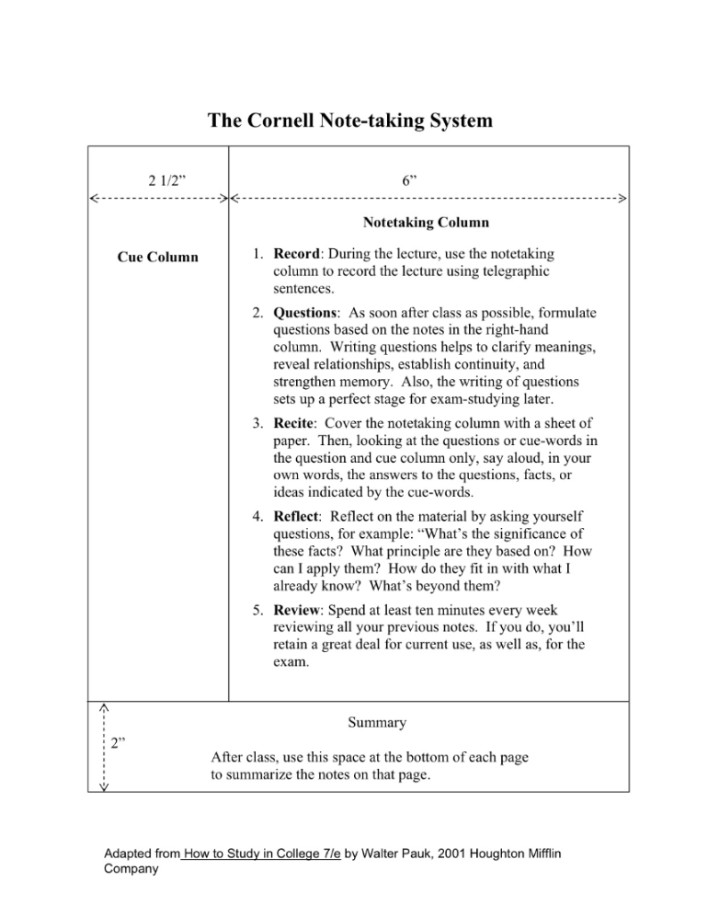 The Cornell Note-taking System
2 1/2”
6”
Notetaking Column
Cue Column
1. Record: During the lecture, use the notetaking
column to record the lecture using telegraphic
sentences.
2. Questions:  As soon after class as possible, formulate
questions based on the notes in the right-hand
column.  Writing questions helps to clarify meanings,
reveal relationships, establish continuity, and
strengthen memory.  Also, the writing of questions
sets up a perfect stage for exam-studying later.
3. Recite:  Cover the notetaking column with a sheet of
paper.  Then, looking at the questions or cue-words in
the question and cue column only, say aloud, in your
own words, the answers to the questions, facts, or
ideas indicated by the cue-words.
4. Reflect:  Reflect on the material by asking yourself
questions, for example: “What’s the significance of
these facts?  What principle are they based on?  How
can I apply them?  How do they fit in with what I
already know?  What’s beyond them?
5. Review: Spend at least ten minutes every week
reviewing all your previous notes.  If you do, you’ll
retain a great deal for current use, as well as, for the
exam.
Summary
2”
After class, use this space at the bottom of each page
to summarize the notes on that page.
Adapted from How to Study in College 7/e by Walter Pauk, 2001 Houghton Mifflin
Company